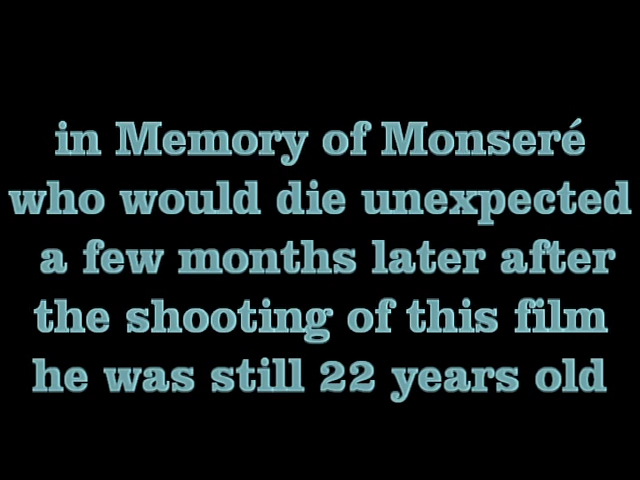 in Memory of Monseré
who would die unexpected
a few months later after
the shooting of this film
he was still 22 years old